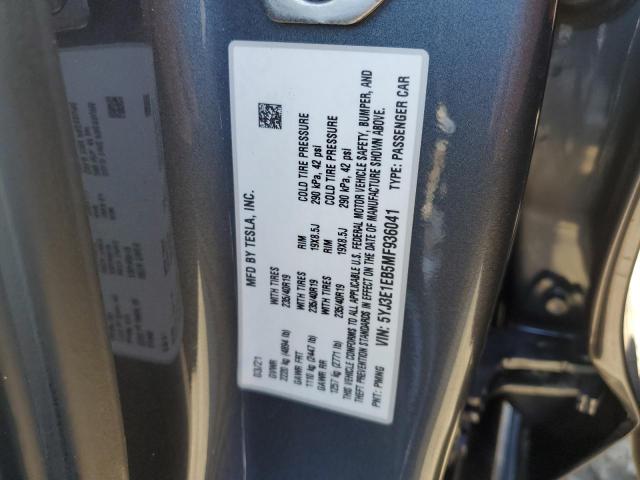 MFD BY TESLA, INC.
03/21
GVWR
2220 kg (4894 lb)
GAWR FRT WITH TIRES RIM COLD TIRE PRESSURE
1110 kg (2447 lb) 235/40R19 19X8.5J 290 kPa, 42 psi
GAWR RR WITH TIRES RIM COLD TIRE PRESSURE
1257 kg (2771 lb) 235/40R19 19X8.5J 290 kPa, 42 psi
THIS VEHICLE CONFORMS TO ALL APPLICABLE U.S. FEDERAL MOTOR VEHICLE SAFETY, BUMPER, AND
THEFT PREVENTION STANDARDS IN EFFECT ON THE DATE OF MANUFACTURE SHOWN ABOVE.
VIN: 5YJ3E1EB5MF936041 TYPE: PASSENGER CAR
PNT: PMNG